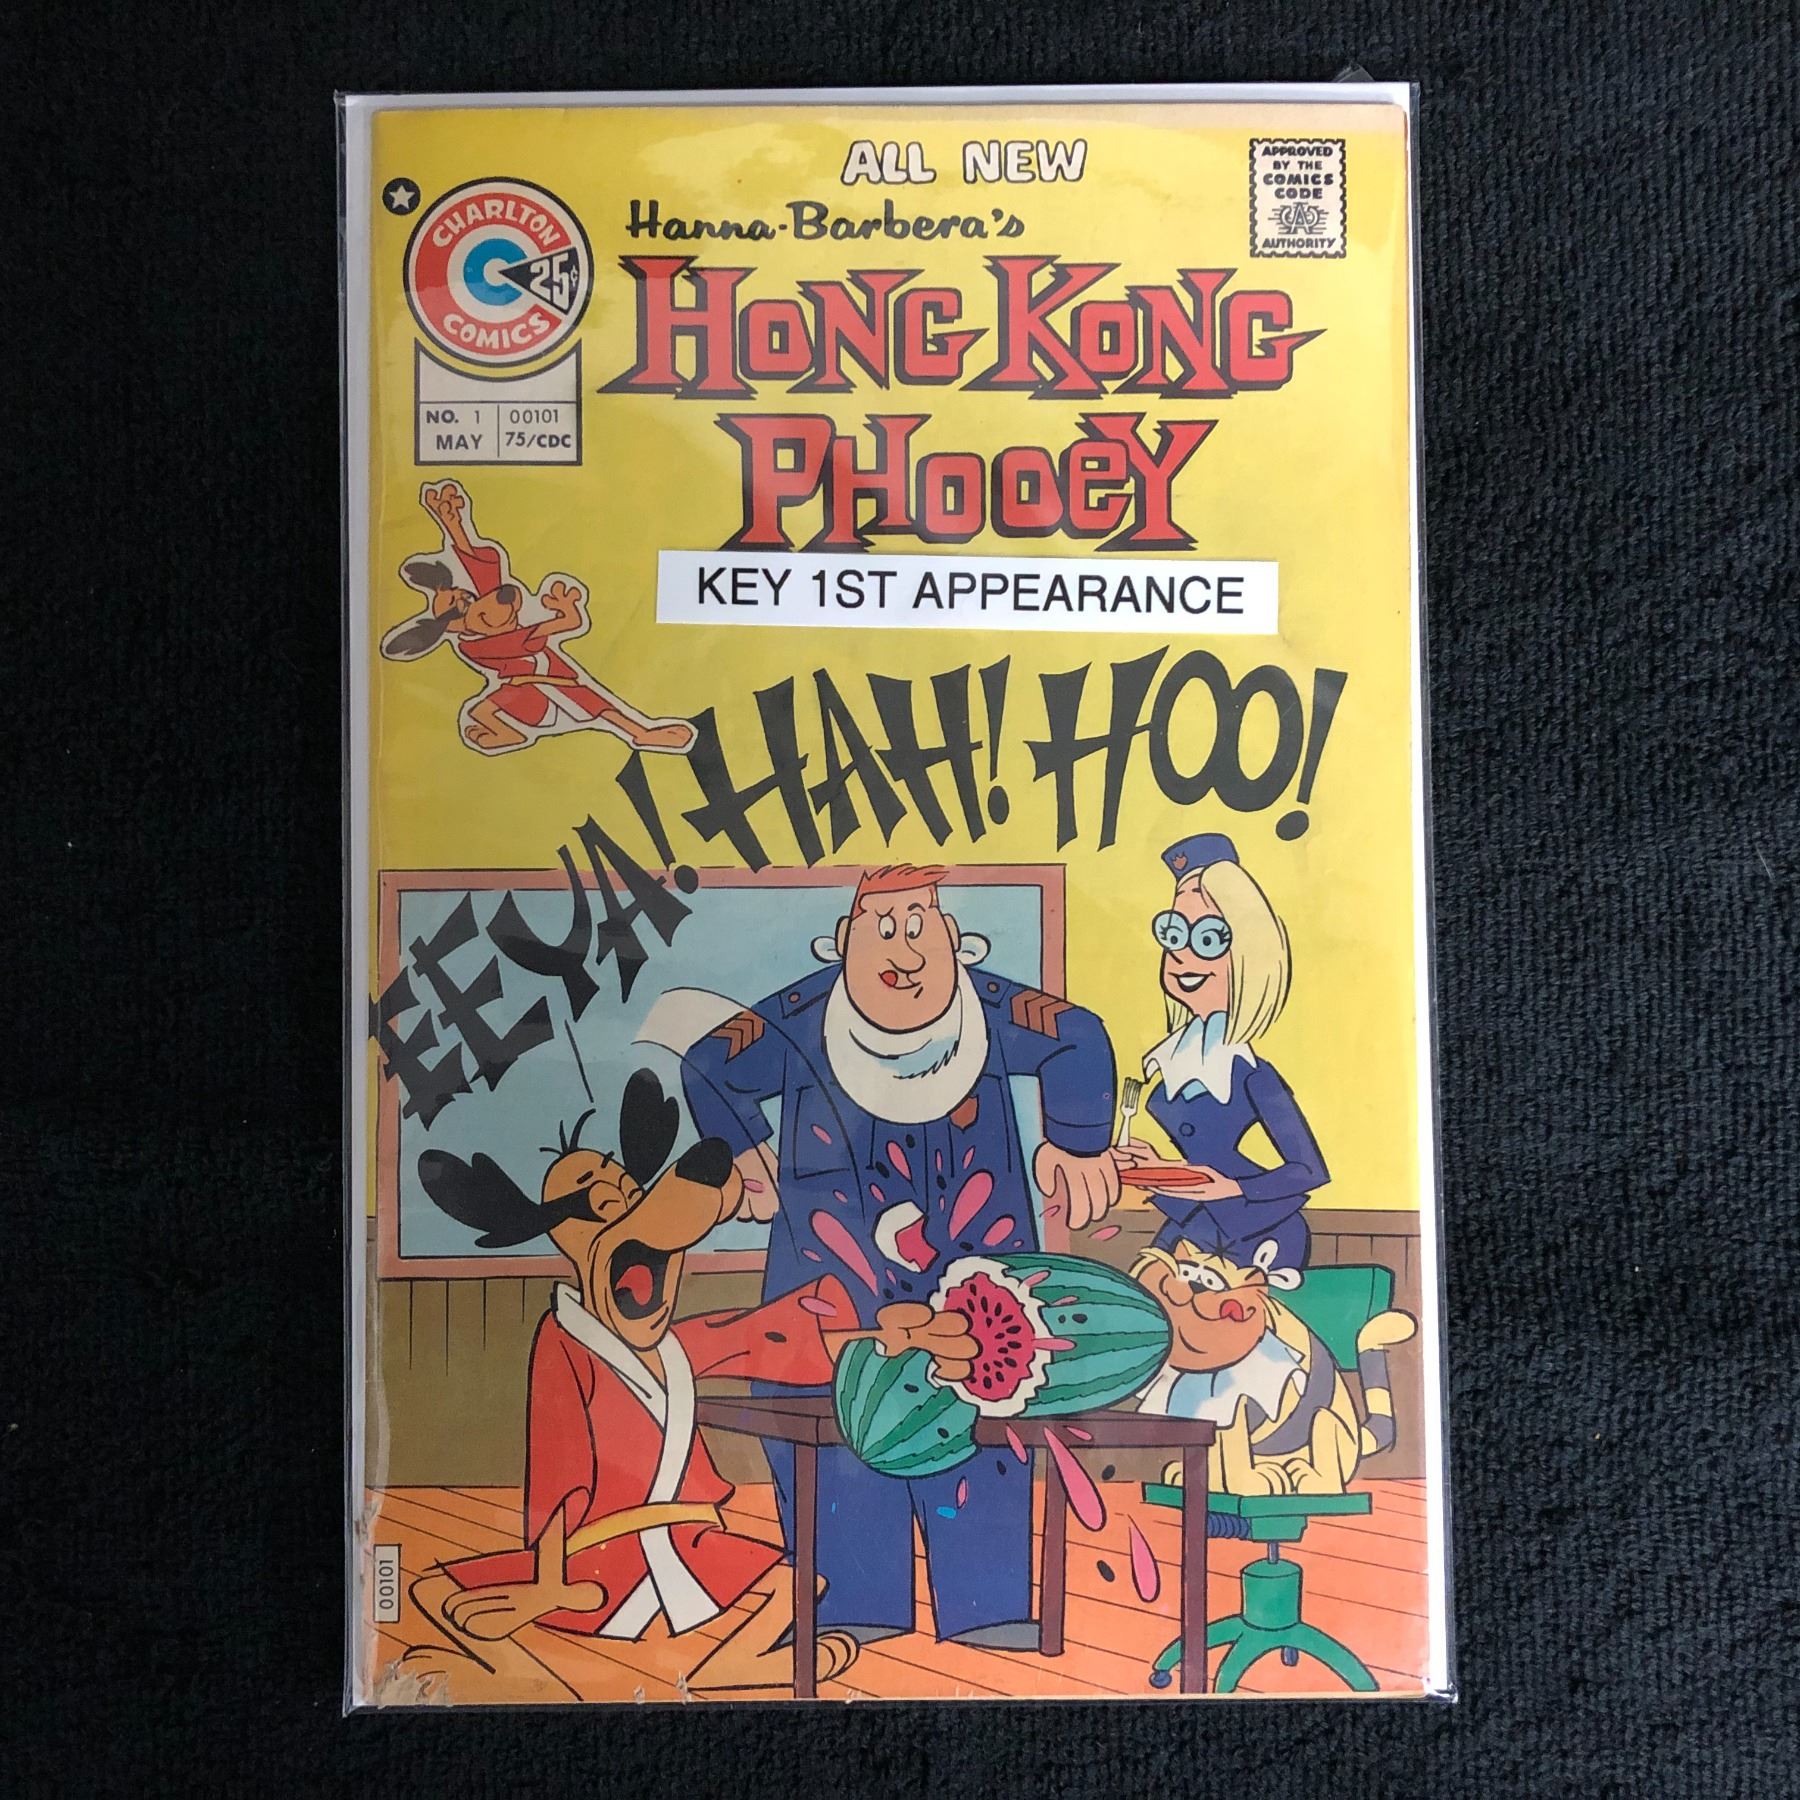 ALL NEW
Hanna-Barbera's
HONG KONG
PHOOEY
CHARLTON
COMICS
25¢
NO. 1 00101
MAY 75/CDC
APPROVED
BY THE
COMICS
CODE
CA
AUTHORITY
KEY 1ST APPEARANCE
EEYA! HAH! HOO!
00101